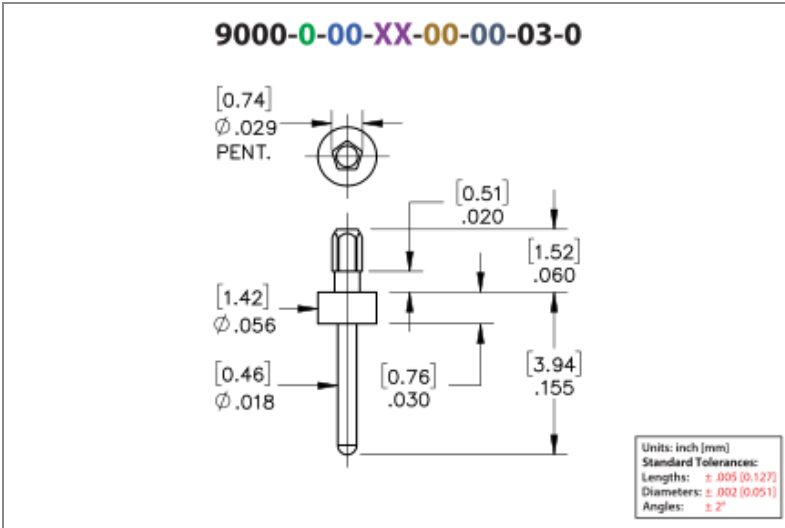 9000-0-00-XX-00-00-03-0
[0.74]
Ø.029
PENT.
[0.51]
.020
[1.52]
.060
[1.42]
Ø.056
[0.46]
Ø.018
[0.76]
.030
[3.94]
.155
Units: inch [mm]
Standard Tolerances:
Lengths: ± .005 [0.127]
Diameters: ± .002 [0.051]
Angles: ± 2°